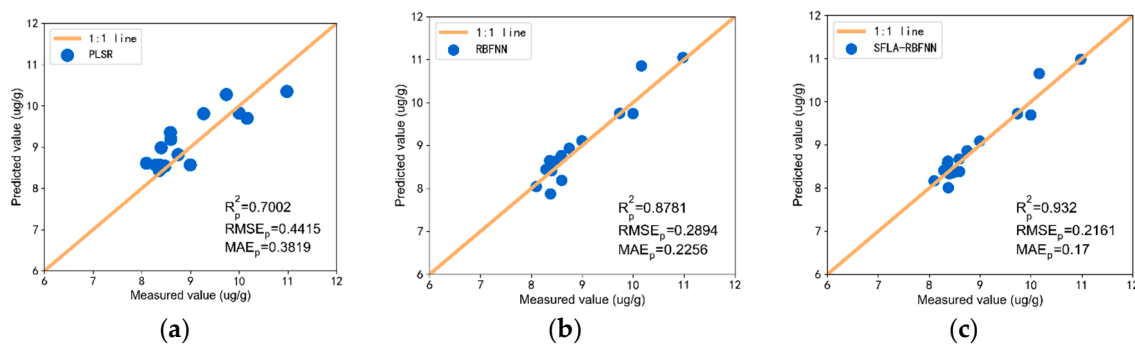 12
11
10
9
8
7
6
Predicted value (ug/g)
1:1 line
PLSR
R²ₚ=0.7002
RMSEₚ=0.4415
MAEₚ=0.3819
6 7 8 9 10 11 12
Measured value (ug/g)
(a)
12
11
10
9
8
7
6
Predicted value (ug/g)
1:1 line
RBFNN
R²ₚ=0.8781
RMSEₚ=0.2894
MAEₚ=0.2256
6 7 8 9 10 11 12
Measured value (ug/g)
(b)
12
11
10
9
8
7
6
Predicted value (ug/g)
1:1 line
SFLA-RBFNN
R²ₚ=0.932
RMSEₚ=0.2161
MAEₚ=0.17
6 7 8 9 10 11 12
Measured value (ug/g)
(c)